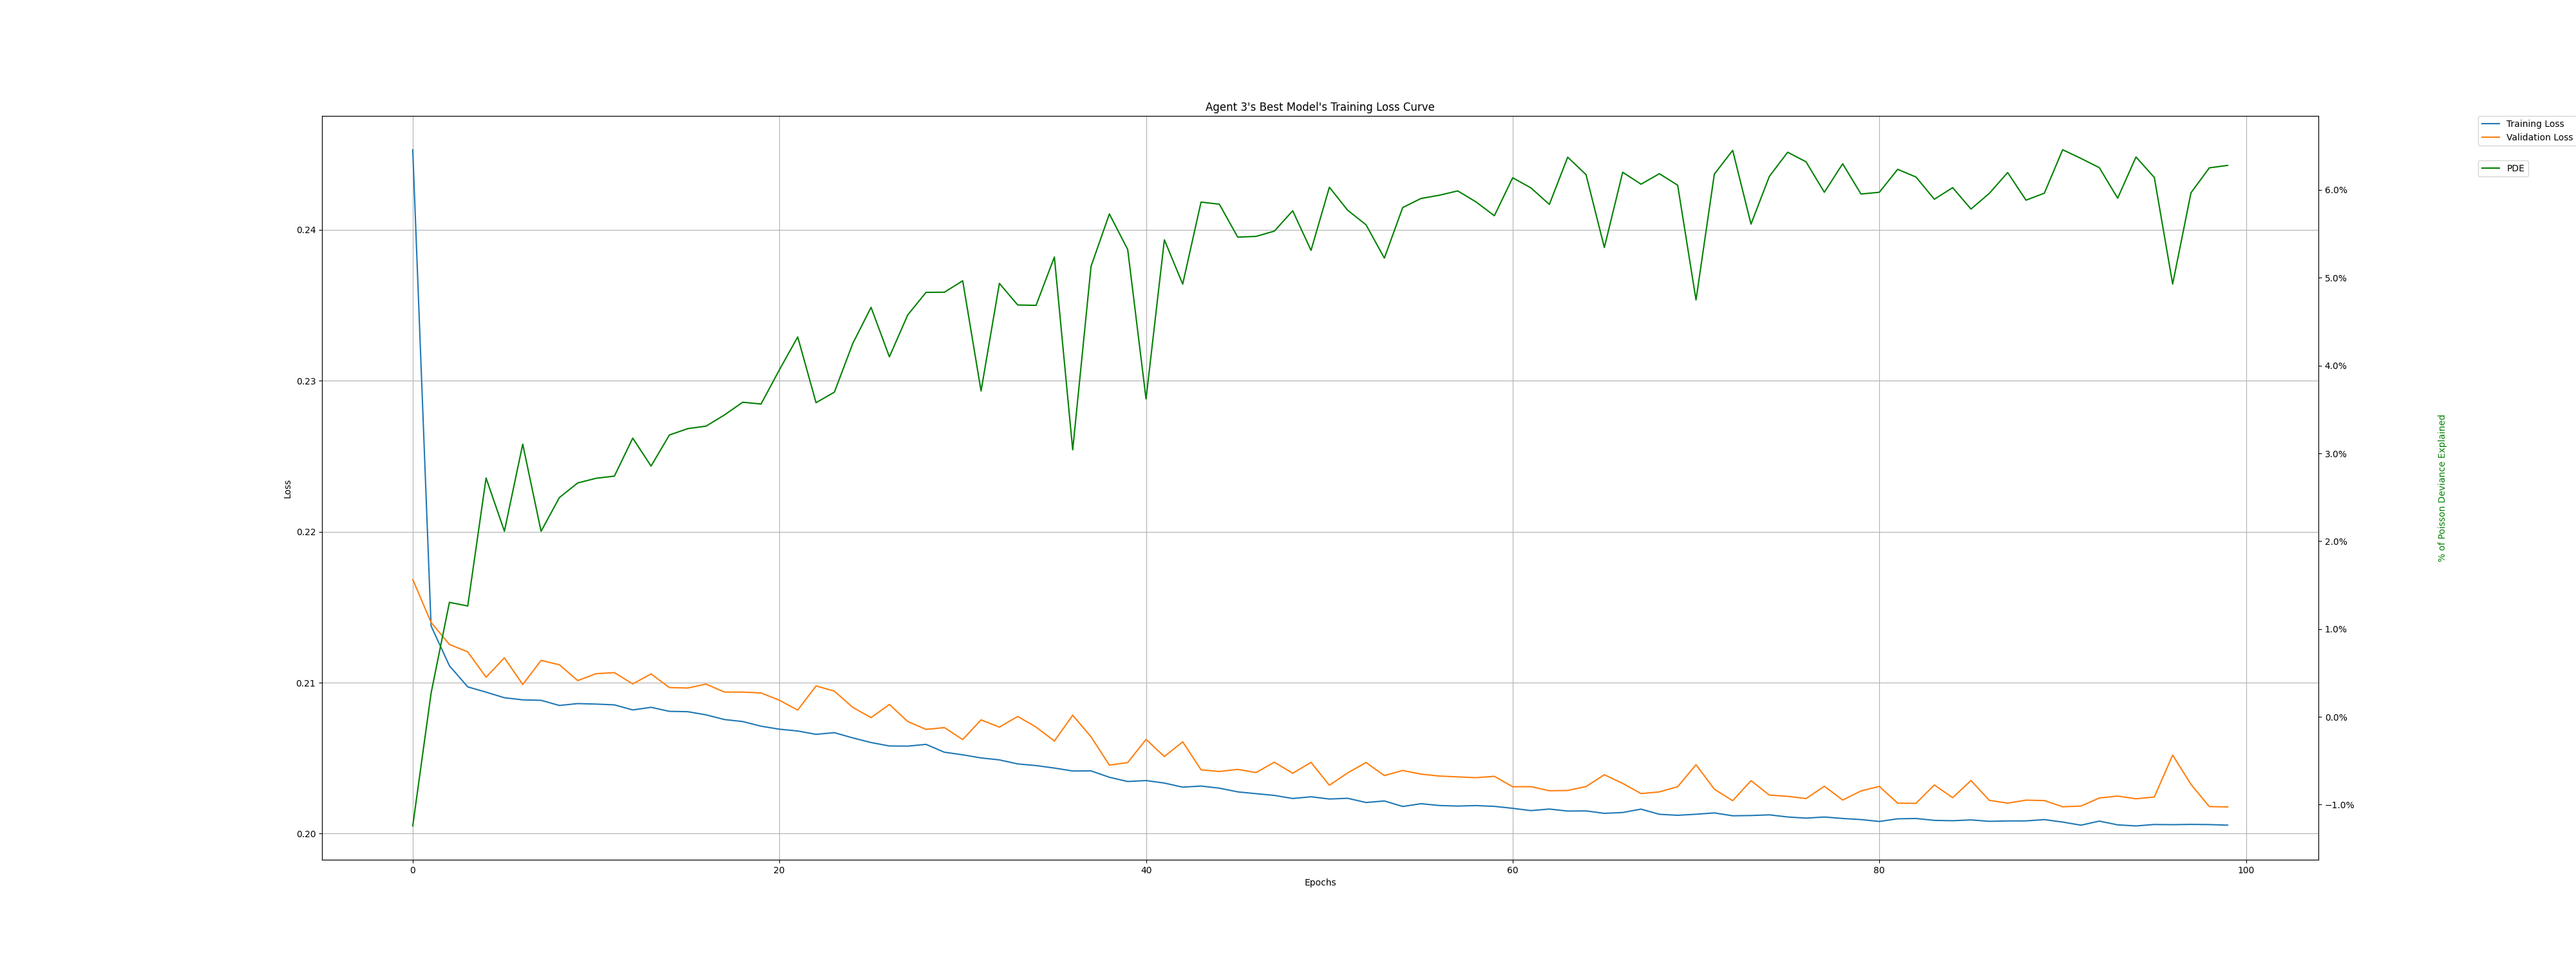 Agent 3's Best Model's Training Loss Curve
Training Loss
Validation Loss
PDE
Loss
0.24
0.23
0.22
0.21
0.20
6.0%
5.0%
4.0%
3.0%
2.0%
1.0%
0.0%
−1.0%
% of Poisson Deviance Explained
0 20 40 60 80 100
Epochs